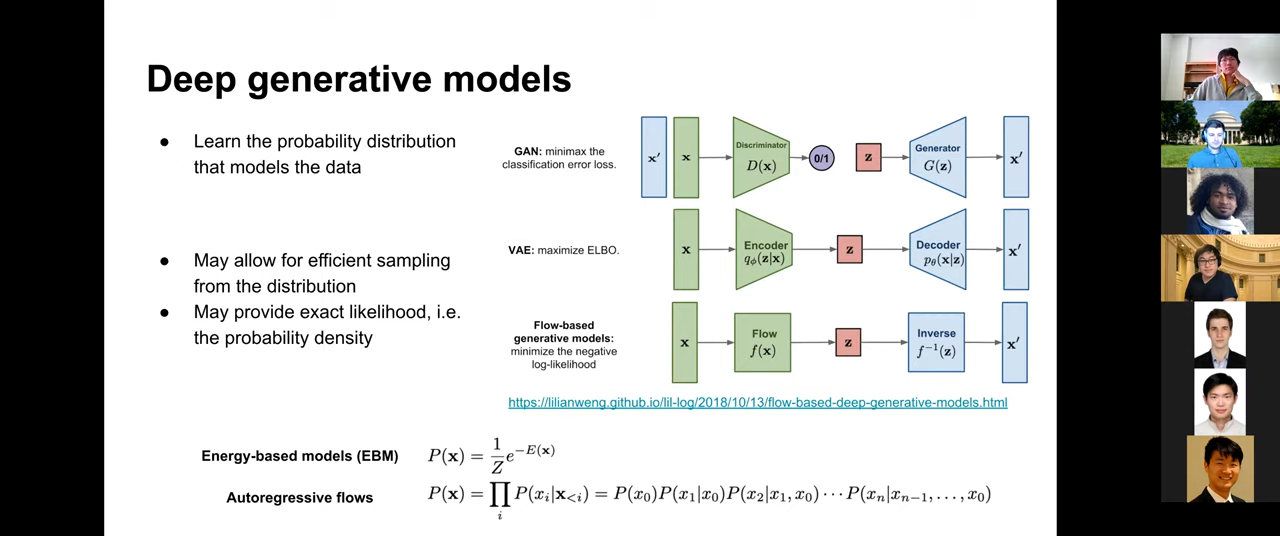 Deep generative models
● Learn the probability distribution
that models the data
● May allow for efficient sampling
from the distribution
● May provide exact likelihood, i.e.
the probability density
GAN: minimax the
classification error loss.
x′
x
Discriminator
D(x)
0/1
z
Generator
G(z)
x′
VAE: maximize ELBO.
x
Encoder
qϕ(z|x)
z
Decoder
pθ(x|z)
x′
Flow-based
generative models:
minimize the negative
log-likelihood
x
Flow
f(x)
z
Inverse
f⁻¹(z)
x′
https://lilianweng.github.io/lil-log/2018/10/13/flow-based-deep-generative-models.html
Energy-based models (EBM) P(x) = 1/Z e^{−E(x)}
Autoregressive flows P(x) = ∏_i P(x_i|x_{<i}) = P(x_0)P(x_1|x_0)P(x_2|x_1, x_0) ⋯ P(x_n|x_{n−1}, …, x_0)